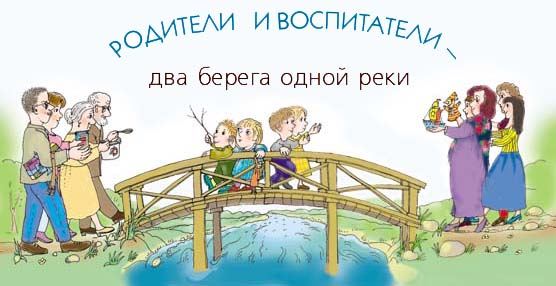 РОДИТЕЛИ И ВОСПИТАТЕЛИ –
два берега одной реки